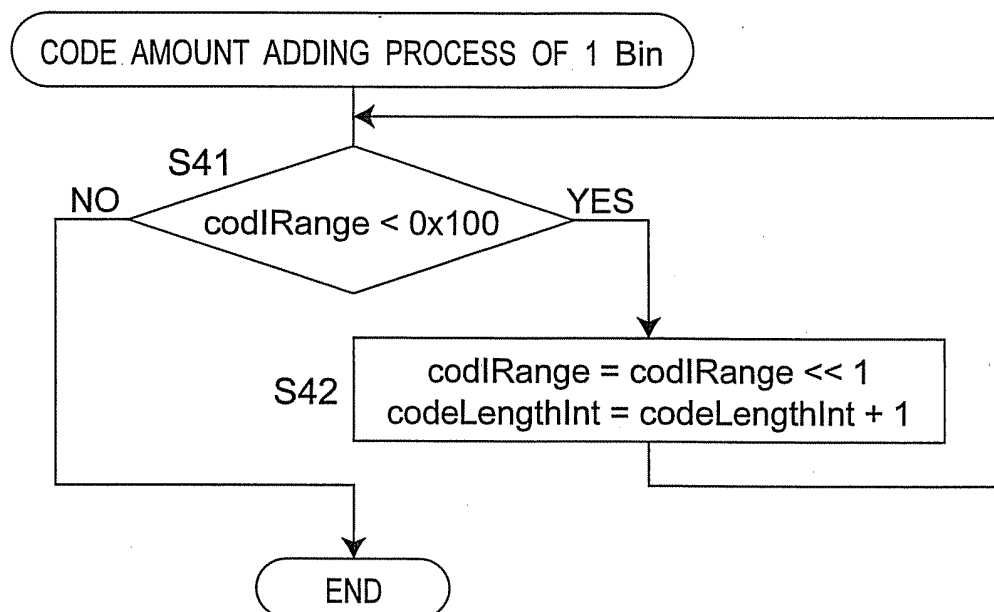 CODE AMOUNT ADDING PROCESS OF 1 Bin
S41
NO
YES
codIRange < 0x100
S42
codIRange = codIRange << 1
codeLengthInt = codeLengthInt + 1
END